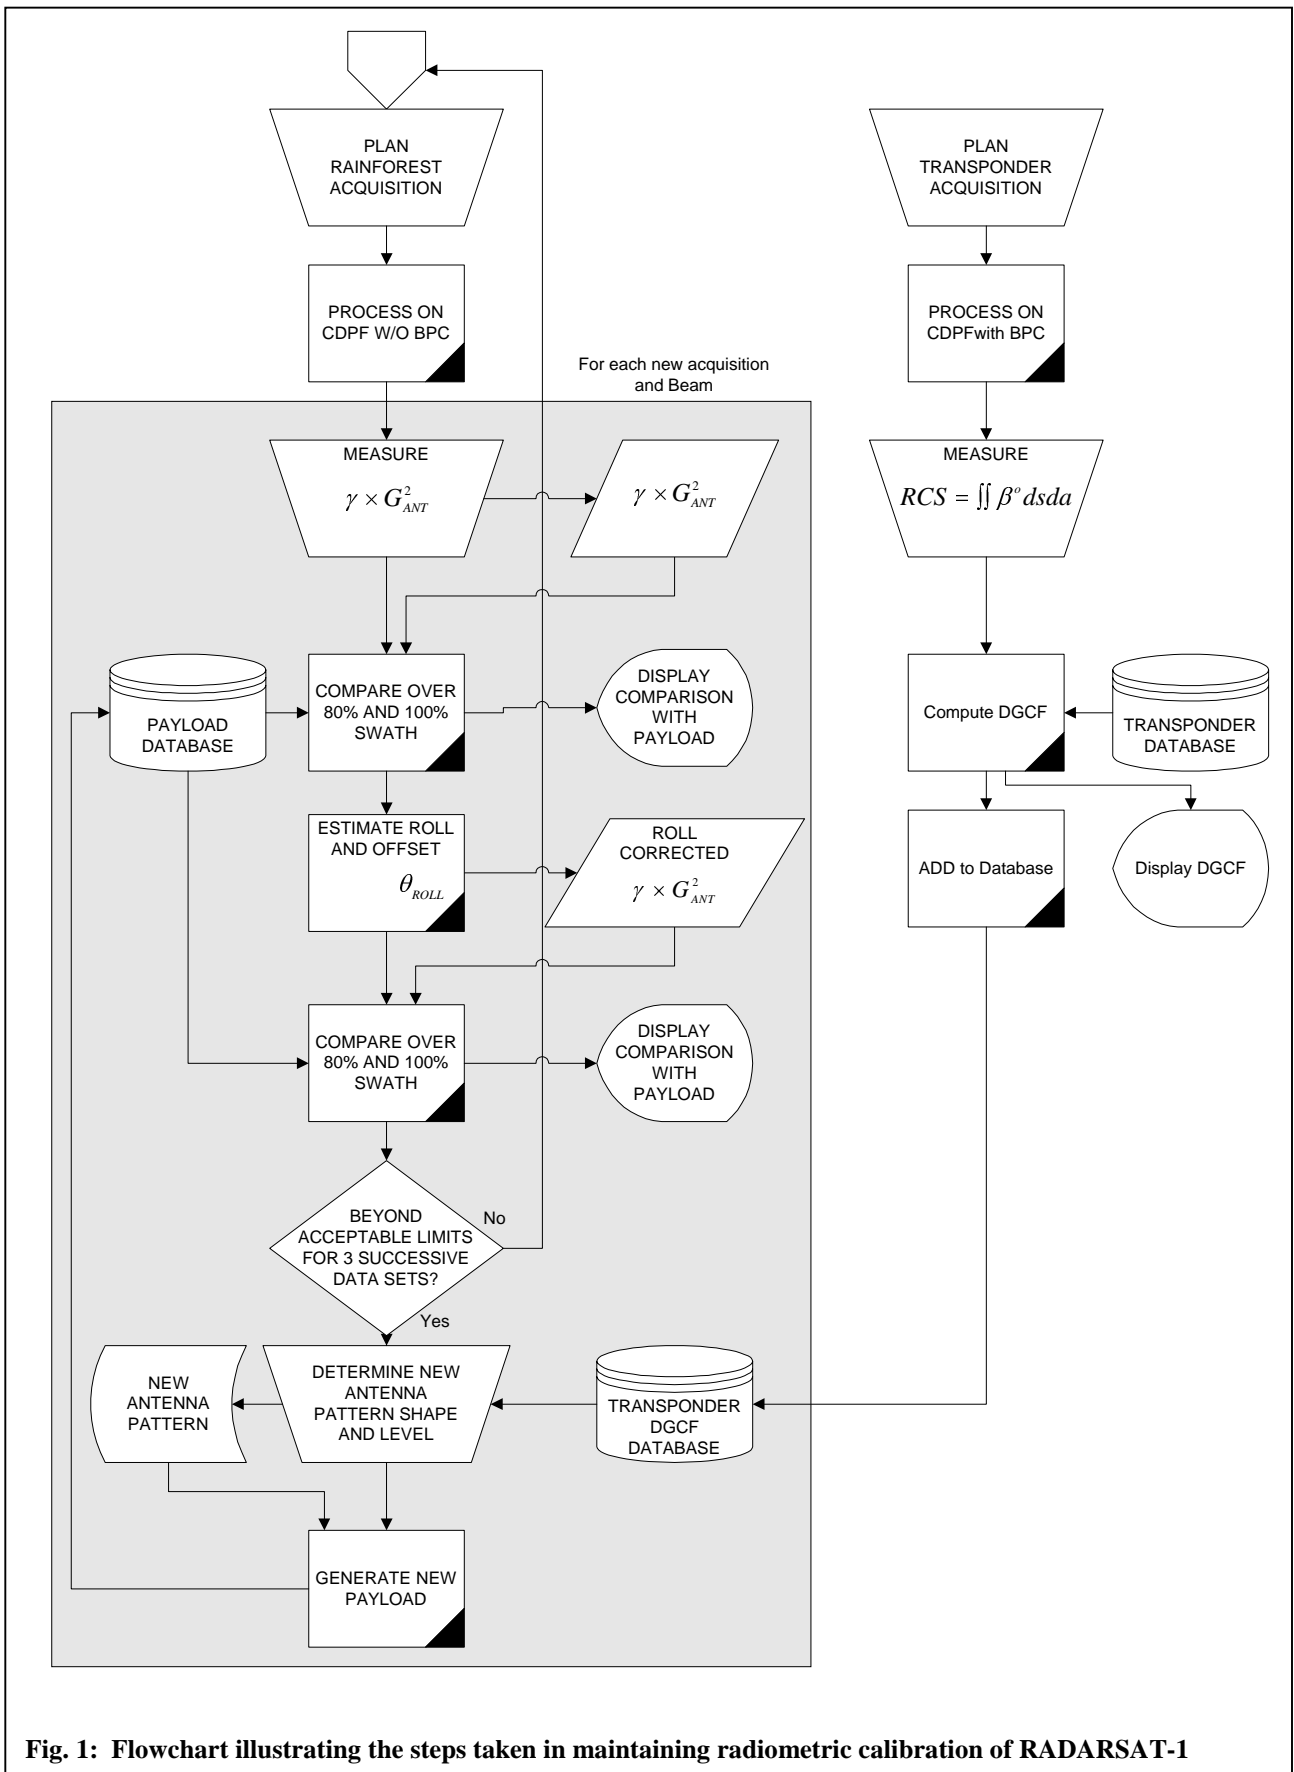 PLAN
RAINFOREST
ACQUISITION
PROCESS ON
CDPF W/O BPC
For each new acquisition
and Beam
MEASURE
γ × G²_ANT
γ × G²_ANT
PAYLOAD
DATABASE
COMPARE OVER
80% AND 100%
SWATH
DISPLAY
COMPARISON
WITH
PAYLOAD
ESTIMATE ROLL
AND OFFSET
θ_ROLL
ROLL
CORRECTED
γ × G²_ANT
COMPARE OVER
80% AND 100%
SWATH
DISPLAY
COMPARISON
WITH
PAYLOAD
BEYOND
ACCEPTABLE LIMITS
FOR 3 SUCCESSIVE
DATA SETS?
No
Yes
NEW
ANTENNA
PATTERN
DETERMINE NEW
ANTENNA
PATTERN SHAPE
AND LEVEL
TRANSPONDER
DGCF
DATABASE
GENERATE NEW
PAYLOAD
PLAN
TRANSPONDER
ACQUISITION
PROCESS ON
CDPFwith BPC
MEASURE
RCS = ∬ β° dsda
Compute DGCF
TRANSPONDER
DATABASE
ADD to Database
Display DGCF
Fig. 1: Flowchart illustrating the steps taken in maintaining radiometric calibration of RADARSAT-1